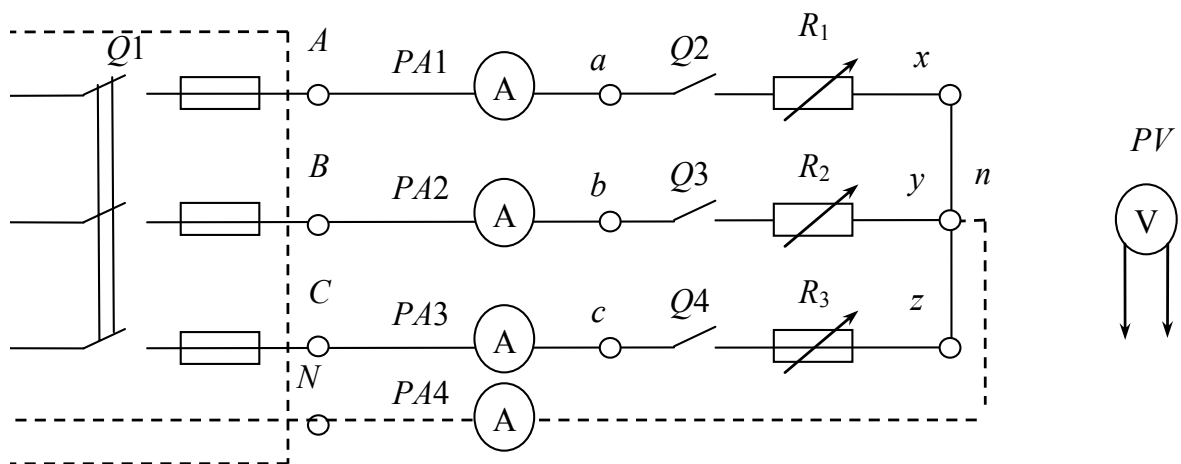 Q1 A PA1 A a Q2 R1 x
B PA2 A b Q3 R2 y n PV V
C PA3 A c Q4 R3 z
N PA4 A